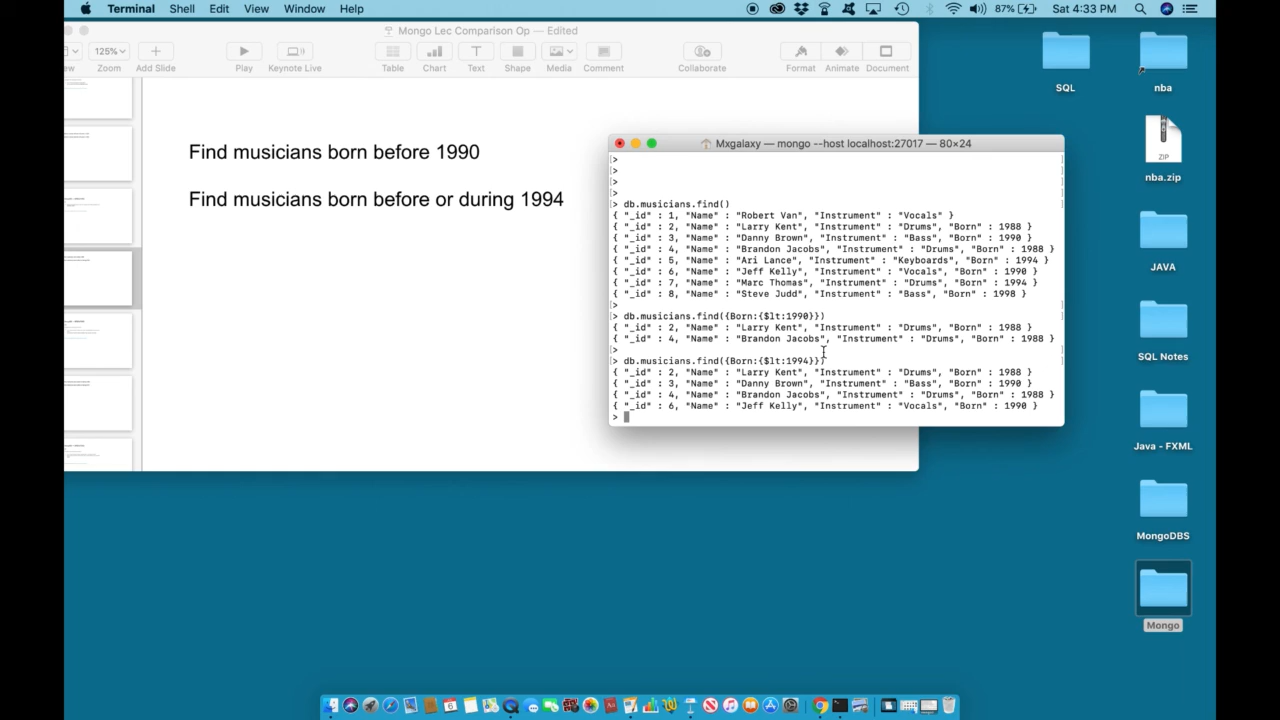 Terminal Shell Edit View Window Help
87% Sat 4:33 PM
Mongo Lec Comparison Op — Edited
125%
Zoom Add Slide Play Keynote Live Table Chart Text Shape Media Comment Collaborate Format Animate Document
Find musicians born before 1990
Find musicians born before or during 1994
Mxgalaxy — mongo --host localhost:27017 — 80×24
>
>
>
>
> db.musicians.find()
{ "_id" : 1, "Name" : "Robert Van", "Instrument" : "Vocals" }
{ "_id" : 2, "Name" : "Larry Kent", "Instrument" : "Drums", "Born" : 1988 }
{ "_id" : 3, "Name" : "Danny Brown", "Instrument" : "Bass", "Born" : 1990 }
{ "_id" : 4, "Name" : "Brandon Jacobs", "Instrument" : "Drums", "Born" : 1988 }
{ "_id" : 5, "Name" : "Ari Lance", "Instrument" : "Keyboards", "Born" : 1994 }
{ "_id" : 6, "Name" : "Jeff Kelly", "Instrument" : "Vocals", "Born" : 1990 }
{ "_id" : 7, "Name" : "Marc Thomas", "Instrument" : "Drums", "Born" : 1994 }
{ "_id" : 8, "Name" : "Steve Judd", "Instrument" : "Bass", "Born" : 1998 }
>
> db.musicians.find({Born:{$lt:1990}})
{ "_id" : 2, "Name" : "Larry Kent", "Instrument" : "Drums", "Born" : 1988 }
{ "_id" : 4, "Name" : "Brandon Jacobs", "Instrument" : "Drums", "Born" : 1988 }
>
> db.musicians.find({Born:{$lt:1994}})
{ "_id" : 2, "Name" : "Larry Kent", "Instrument" : "Drums", "Born" : 1988 }
{ "_id" : 3, "Name" : "Danny Brown", "Instrument" : "Bass", "Born" : 1990 }
{ "_id" : 4, "Name" : "Brandon Jacobs", "Instrument" : "Drums", "Born" : 1988 }
{ "_id" : 6, "Name" : "Jeff Kelly", "Instrument" : "Vocals", "Born" : 1990 }
>
SQL
nba
ZIP
nba.zip
JAVA
SQL Notes
Java - FXML
MongoDBS
Mongo